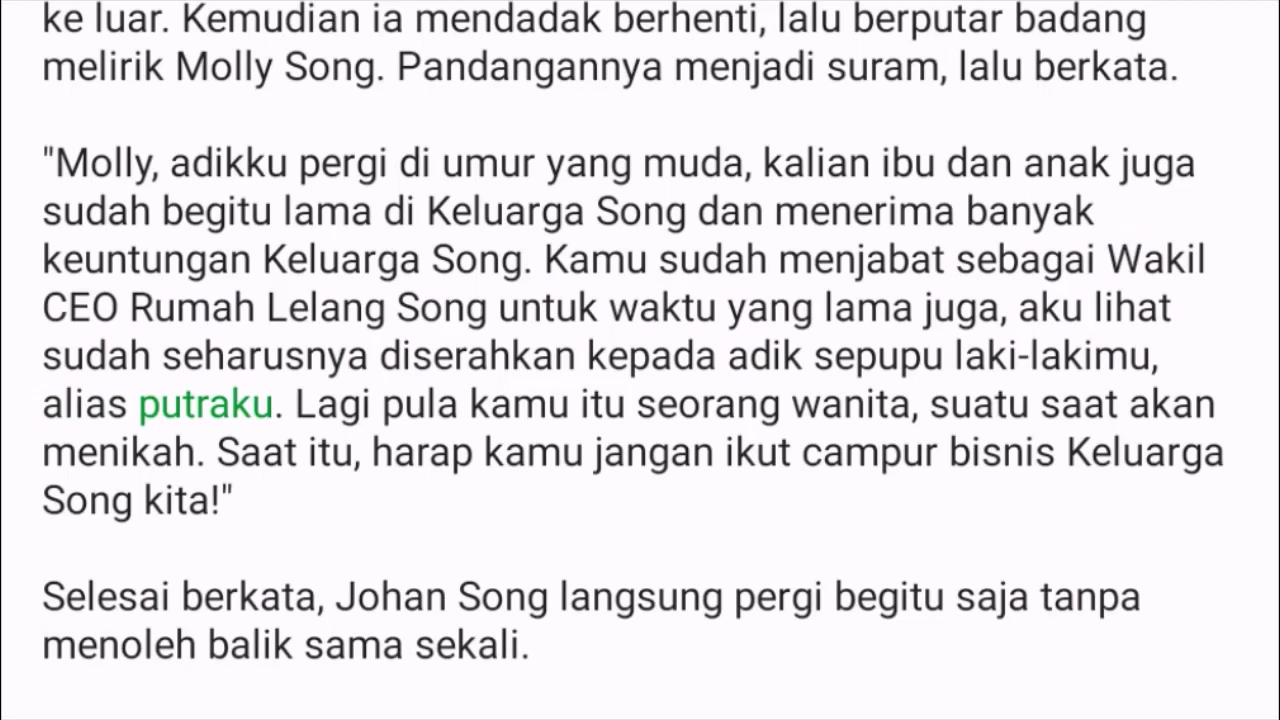 ke luar. Kemudian ia mendadak berhenti, lalu berputar badang
melirik Molly Song. Pandangannya menjadi suram, lalu berkata.
"Molly, adikku pergi di umur yang muda, kalian ibu dan anak juga
sudah begitu lama di Keluarga Song dan menerima banyak
keuntungan Keluarga Song. Kamu sudah menjabat sebagai Wakil
CEO Rumah Lelang Song untuk waktu yang lama juga, aku lihat
sudah seharusnya diserahkan kepada adik sepupu laki-lakimu,
alias putraku. Lagi pula kamu itu seorang wanita, suatu saat akan
menikah. Saat itu, harap kamu jangan ikut campur bisnis Keluarga
Song kita!"
Selesai berkata, Johan Song langsung pergi begitu saja tanpa
menoleh balik sama sekali.